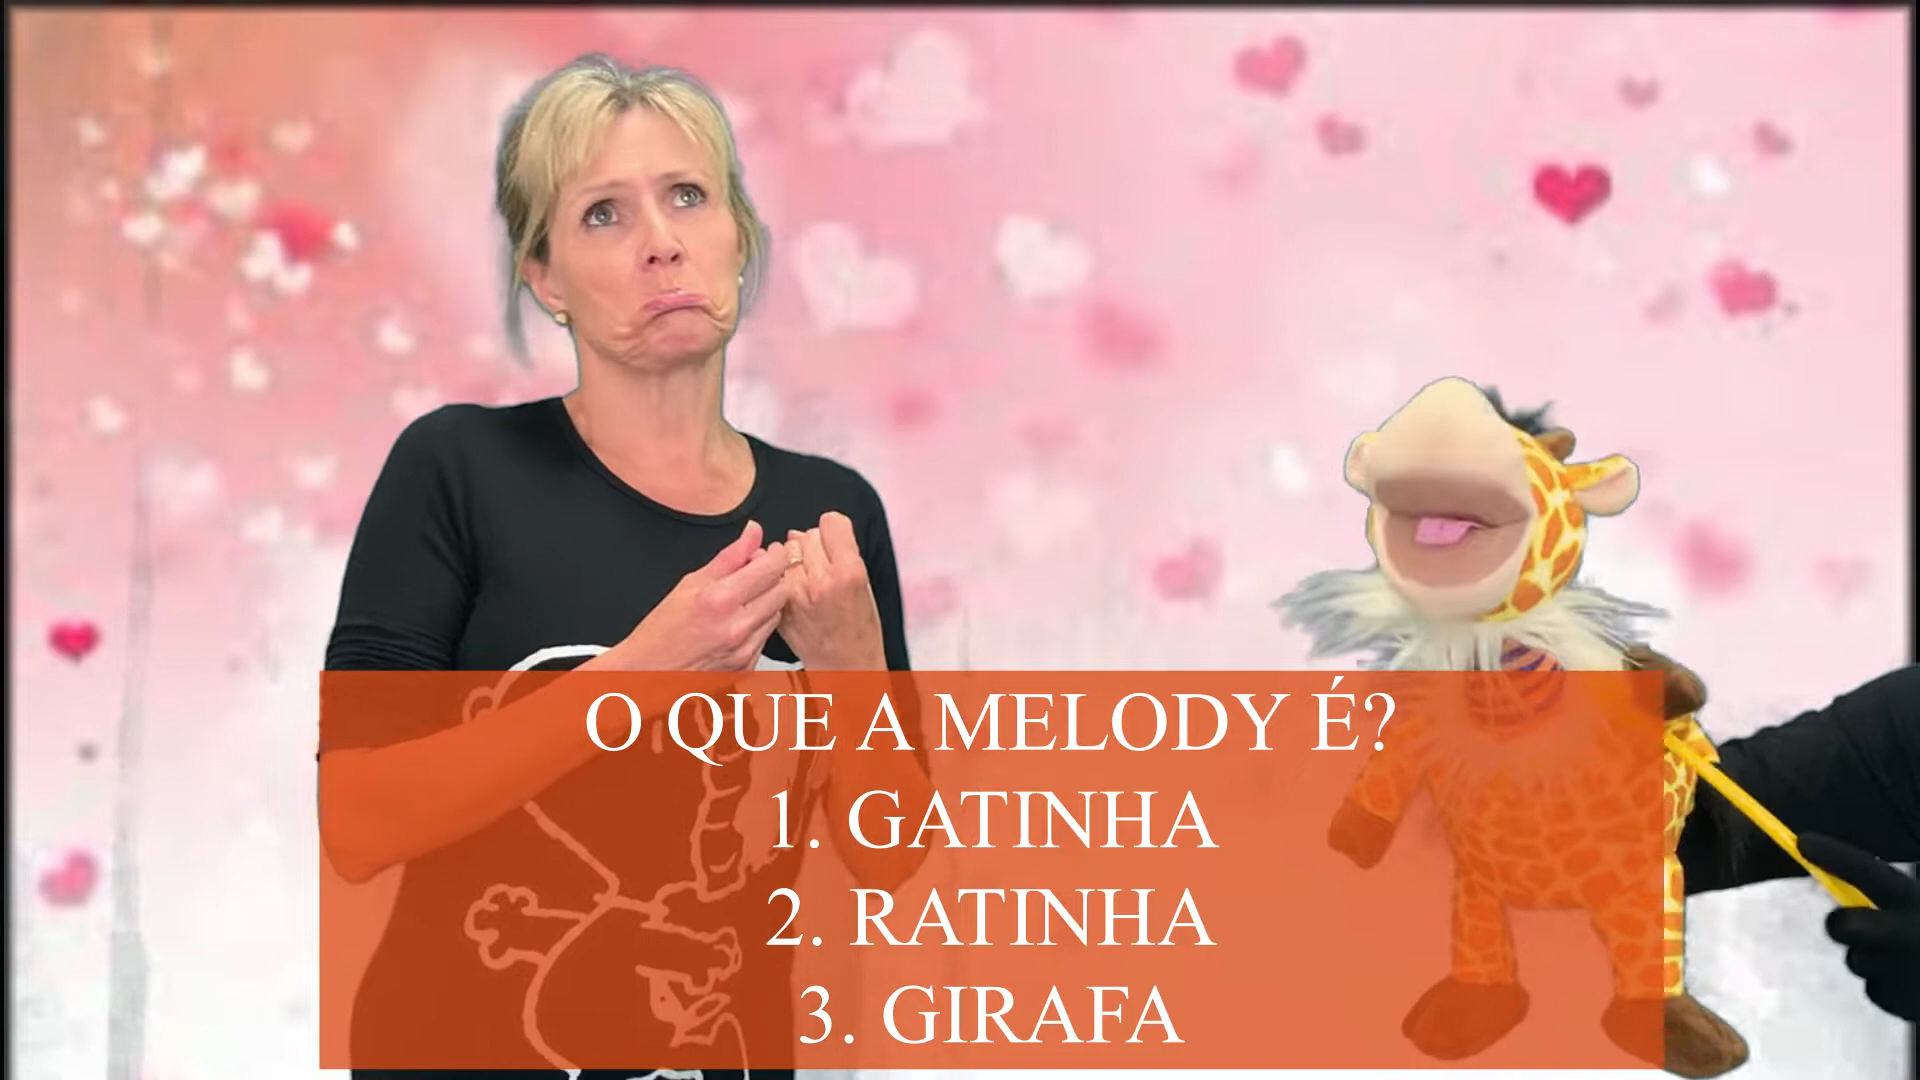 O QUE A MELODY É?
1. GATINHA
2. RATINHA
3. GIRAFA